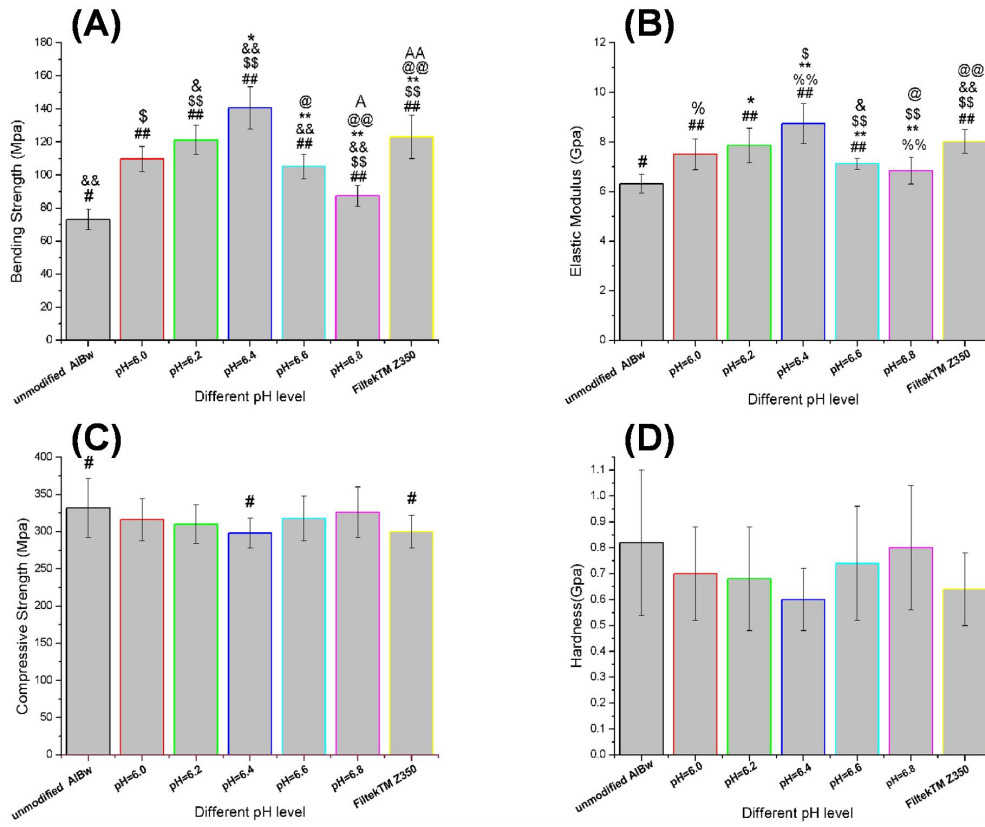 (A)
Bending Strength (Mpa)
180
160
140
120
100
80
60
40
20
0
&&
#
$
##
&
$$
##
*
&&
$$
##
@
**
&&
##
A
@@
**
&&
$$
##
AA
@@
**
$$
##
unmodified AlBw
pH=6.0
pH=6.2
pH=6.4
pH=6.6
pH=6.8
FiltekTM Z350
Different pH level
(B)
Elastic Modulus (Gpa)
12
10
8
6
4
2
0
#
%
##
*
##
$
**
%%
##
&
$$
**
##
@
$$
**
%%
@@
&&
$$
##
unmodified AlBw
pH=6.0
pH=6.2
pH=6.4
pH=6.6
pH=6.8
FiltekTM Z350
Different pH level
(C)
Compressive Strength (Mpa)
400
350
300
250
200
150
100
50
0
#
#
#
unmodified AlBw
pH=6.0
pH=6.2
pH=6.4
pH=6.6
pH=6.8
FiltekTM Z350
Different pH level
(D)
Hardness(Gpa)
1.1
1.0
0.9
0.8
0.7
0.6
0.5
0.4
0.3
0.2
0.1
0.0
unmodified AlBw
pH=6.0
pH=6.2
pH=6.4
pH=6.6
pH=6.8
FiltekTM Z350
Different pH level